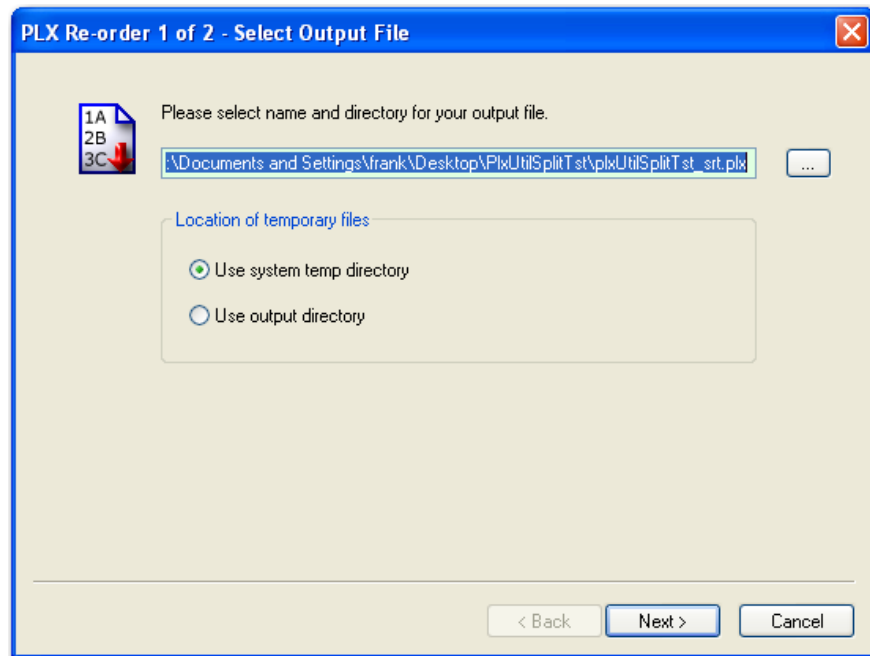 PLX Re-order 1 of 2 - Select Output File
1A
2B
3C
Please select name and directory for your output file.
:\Documents and Settings\frank\Desktop\PlxUtilSplitTst\plxUtilSplitTst_srt.plx
...
Location of temporary files
Use system temp directory
Use output directory
< Back
Next >
Cancel